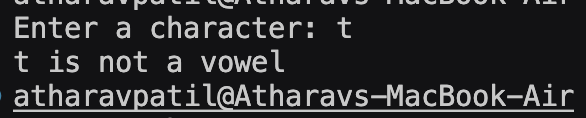 Enter a character: t
t is not a vowel
atharavpatil@Atharavs-MacBook-Air